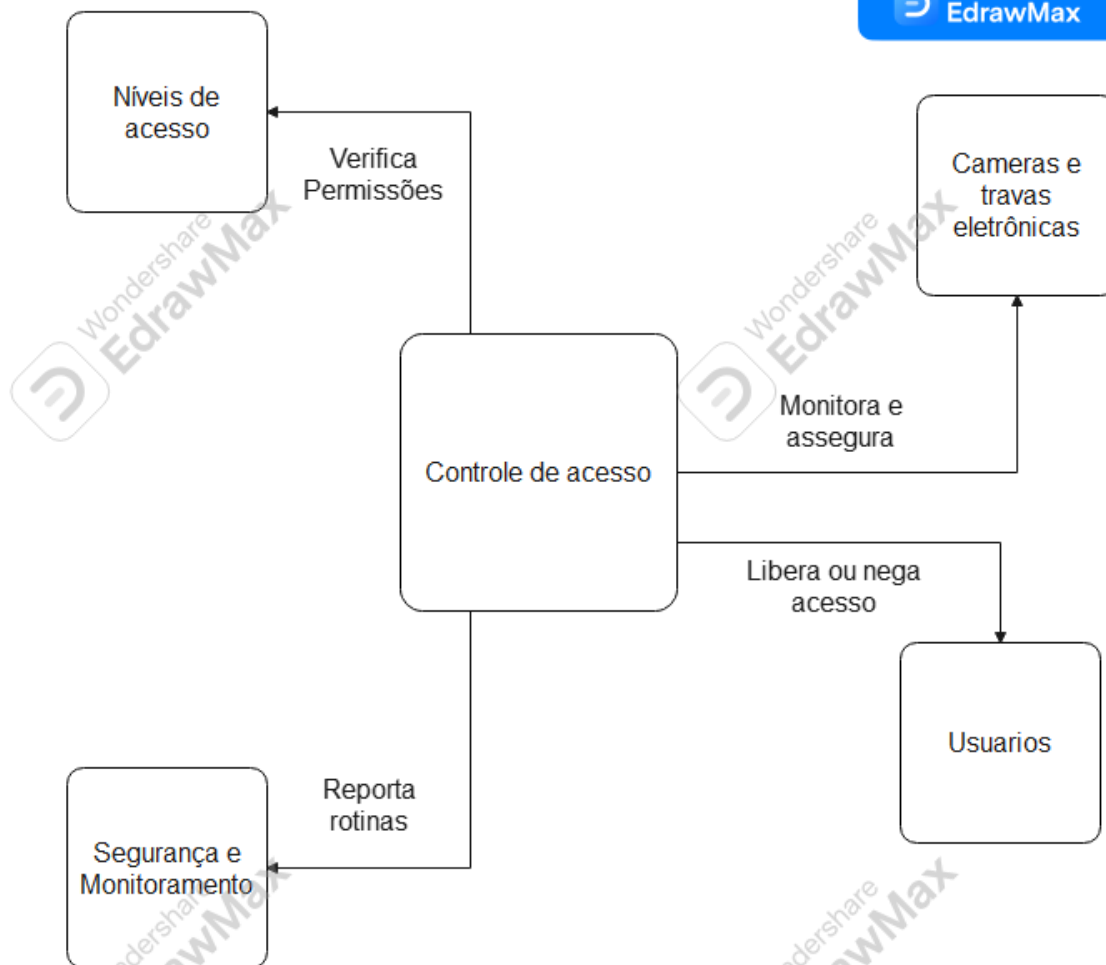 EdrawMax
Níveis de
acesso
Verifica
Permissões
Cameras e
travas
eletrônicas
Wondershare
EdrawMax
Wondershare
EdrawMax
Monitora e
assegura
Controle de acesso
Libera ou nega
acesso
Usuarios
Reporta
rotinas
Segurança e
Monitoramento